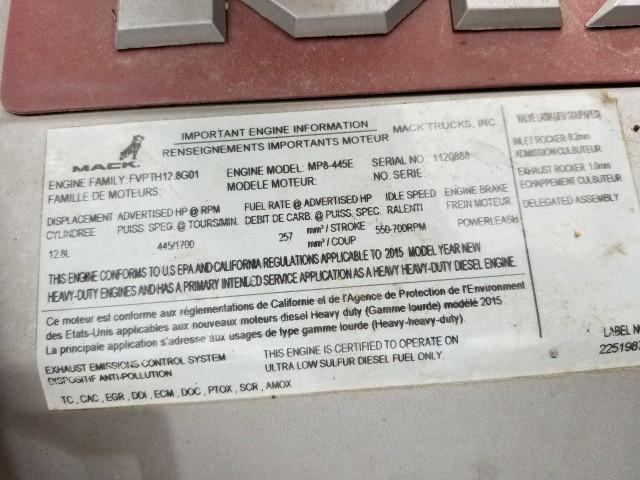 IMPORTANT ENGINE INFORMATION
RENSEIGNEMENTS IMPORTANTS MOTEUR
MACK TRUCKS, INC
MACK
ENGINE FAMILY: FVPTH12.8G01
FAMILLE DE MOTEURS:
ENGINE MODEL: MP8-445E
MODELE MOTEUR:
SERIAL NO: 1120888
NO. SERIE:
DISPLACEMENT ADVERTISED HP @ RPM FUEL RATE @ ADVERTISED HP IDLE SPEED ENGINE BRAKE
CYLINDREE PUISS SPEC @ TOURS/MIN. DEBIT DE CARB. @ PUISS. SPEC. RALENTI FREIN MOTEUR
12.8L 445/1700 257 mm³ / STROKE 550-700RPM POWERLEASH
mm³ / COUP
THIS ENGINE CONFORMS TO U.S EPA AND CALIFORNIA REGULATIONS APPLICABLE TO 2015 MODEL YEAR NEW
HEAVY-DUTY ENGINES AND HAS A PRIMARY INTENDED SERVICE APPLICATION AS A HEAVY HEAVY-DUTY DIESEL ENGINE.
Ce moteur est conforme aux réglementations de Californie et de l'Agence de Protection de l'Environment
des Etats-Unis applicables aux nouveaux moteurs diesel Heavy duty (Gamme lourde) modélé 2015.
La principale application s'adresse aux usages de type gamme lourde (Heavy-heavy-duty).
EXHAUST EMISSIONS CONTROL SYSTEM
DISPOSITIF ANTI-POLLUTION
THIS ENGINE IS CERTIFIED TO OPERATE ON
ULTRA LOW SULFUR DIESEL FUEL ONLY.
TC , CAC , EGR , DDI , ECM , DOC , PTOX , SCR , AMOX
INLET ROCKER 0.2mm
ADMISSION CULBUTEUR
EXHAUST ROCKER 1.0mm
ECHAPPEMENT CULBUTEUR
DELEGATED ASSEMBLY
LABEL NO
225198